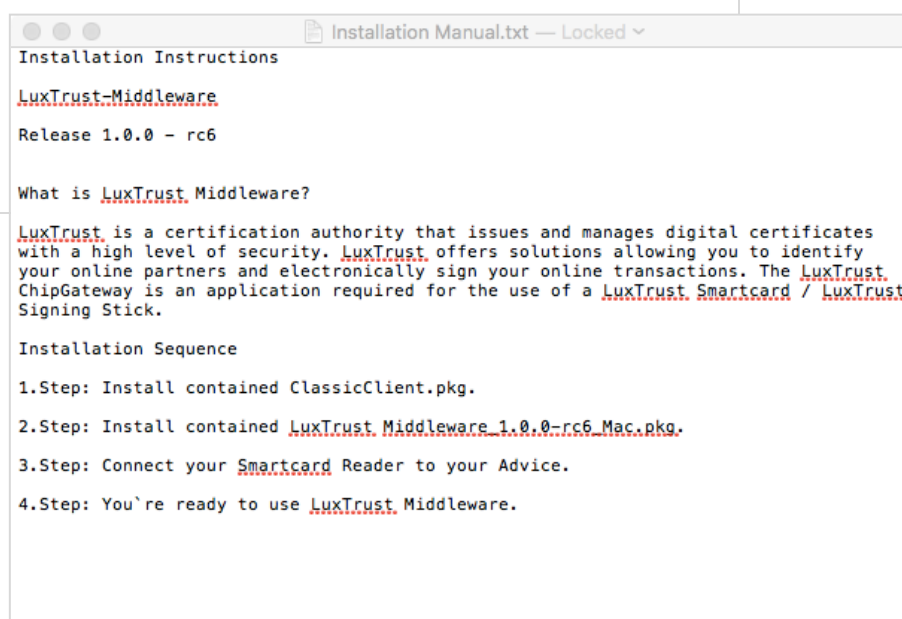 Installation Manual.txt — Locked
Installation Instructions
LuxTrust-Middleware
Release 1.0.0 - rc6
What is LuxTrust Middleware?
LuxTrust is a certification authority that issues and manages digital certificates
with a high level of security. LuxTrust offers solutions allowing you to identify
your online partners and electronically sign your online transactions. The LuxTrust
ChipGateway is an application required for the use of a LuxTrust Smartcard / LuxTrust
Signing Stick.
Installation Sequence
1.Step: Install contained ClassicClient.pkg.
2.Step: Install contained LuxTrust Middleware_1.0.0-rc6_Mac.pkg.
3.Step: Connect your Smartcard Reader to your Advice.
4.Step: You`re ready to use LuxTrust Middleware.